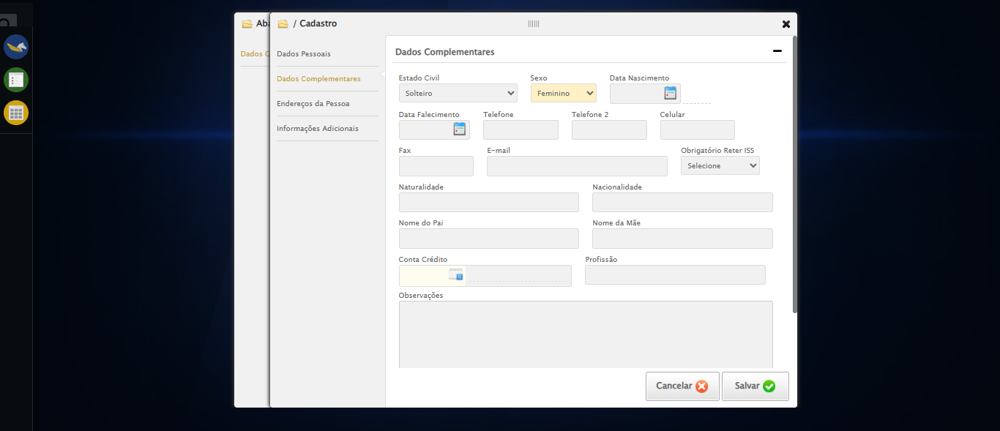 Aba
/ Cadastro
Dados
Dados Pessoais
Dados Complementares
Endereços da Pessoa
Informações Adicionais
Dados Complementares
Estado Civil Sexo Data Nascimento
Solteiro Feminino
Data Falecimento Telefone Telefone 2 Celular
Fax E-mail Obrigatório Reter ISS
Selecione
Naturalidade Nacionalidade
Nome do Pai Nome da Mãe
Conta Crédito Profissão
Observações
Cancelar Salvar